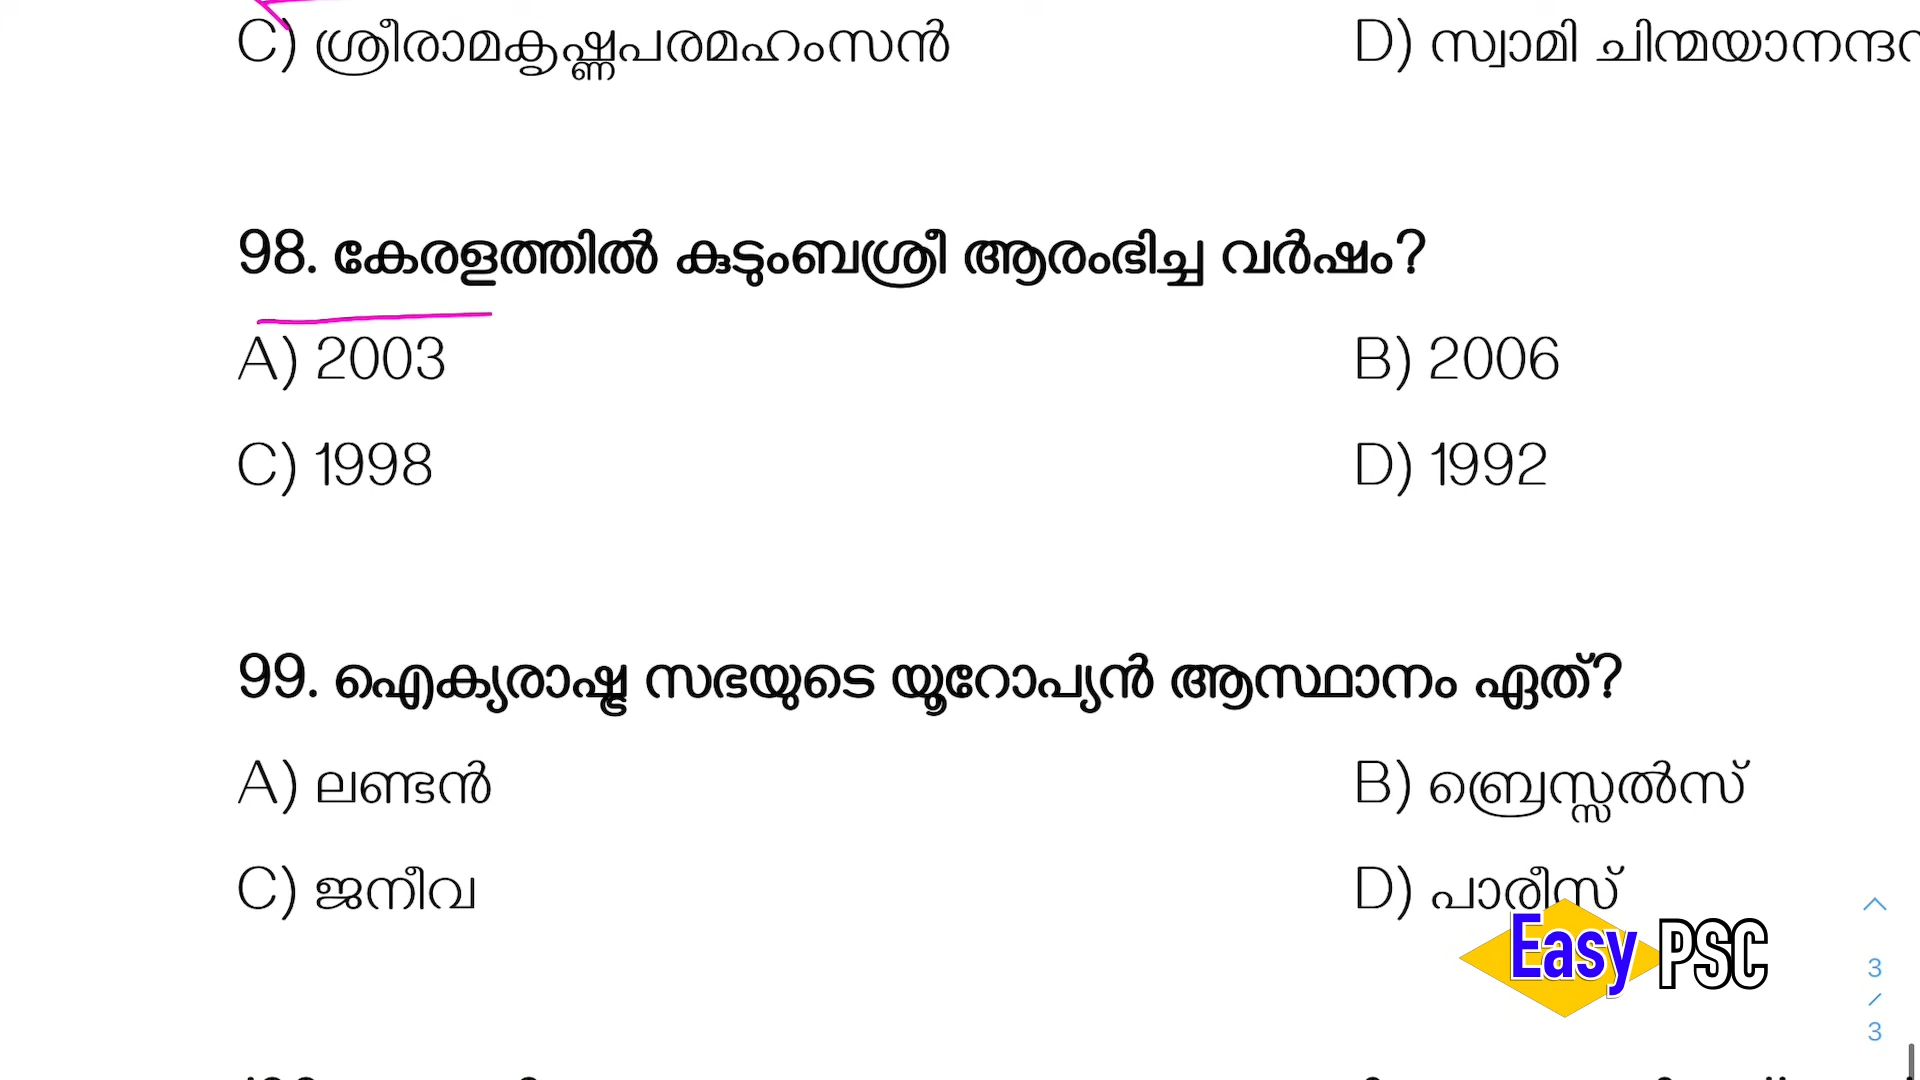 C) ശ്രീരാമകൃഷ്ണപരമഹംസൻ D) സ്വാമി ചിന്മയാനന്ദ
98. കേരളത്തിൽ കുടുംബശ്രീ ആരംഭിച്ച വർഷം?
A) 2003 B) 2006
C) 1998 D) 1992
99. ഐക്യരാഷ്ട്ര സഭയുടെ യൂറോപ്യൻ ആസ്ഥാനം ഏത്?
A) ലണ്ടൻ B) ബ്രെസ്സൽസ്
C) ജനീവ D) പാരീസ്
Easy PSC
3
/
3